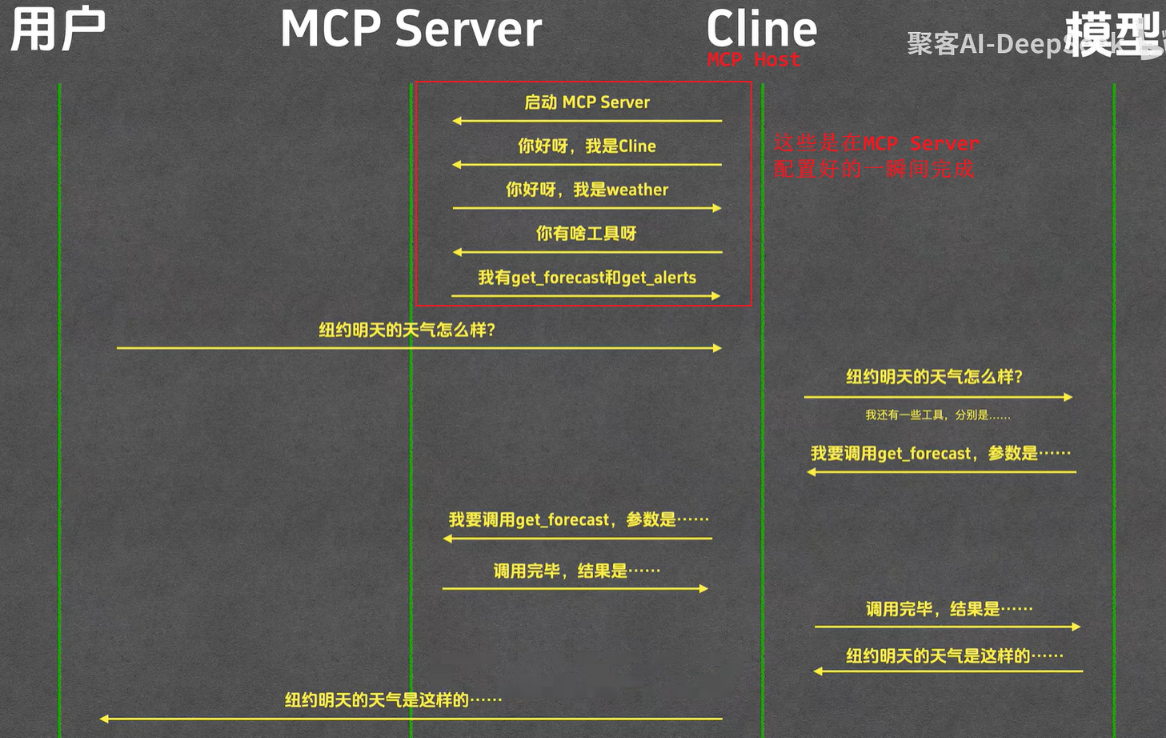 用户
MCP Server
Cline
模型
聚客AI-Deep
MCP Host
启动 MCP Server
你好呀，我是Cline
这些是在MCP Server
配置好的一瞬间完成
你好呀，我是weather
你有啥工具呀
我有get_forecast和get_alerts
纽约明天的天气怎么样？
纽约明天的天气怎么样？
我还有一些工具，分别是……
我要调用get_forecast，参数是……
我要调用get_forecast，参数是……
调用完毕，结果是……
调用完毕，结果是……
纽约明天的天气是这样的……
纽约明天的天气是这样的……